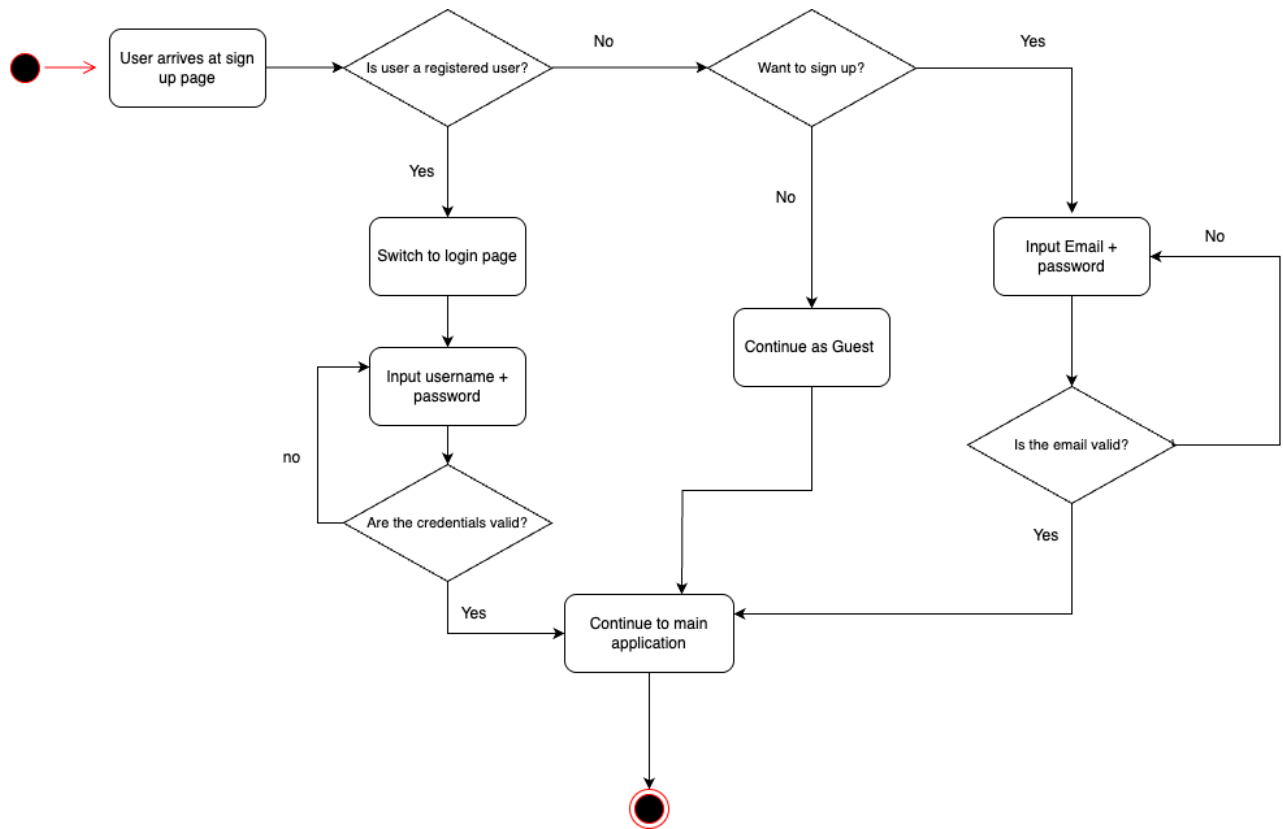 User arrives at sign
up page
Is user a registered user?
No
Want to sign up?
Yes
Yes
No
Switch to login page
Input Email +
password
No
Continue as Guest
Input username +
password
no
Is the email valid?
Are the credentials valid?
Yes
Yes
Continue to main
application